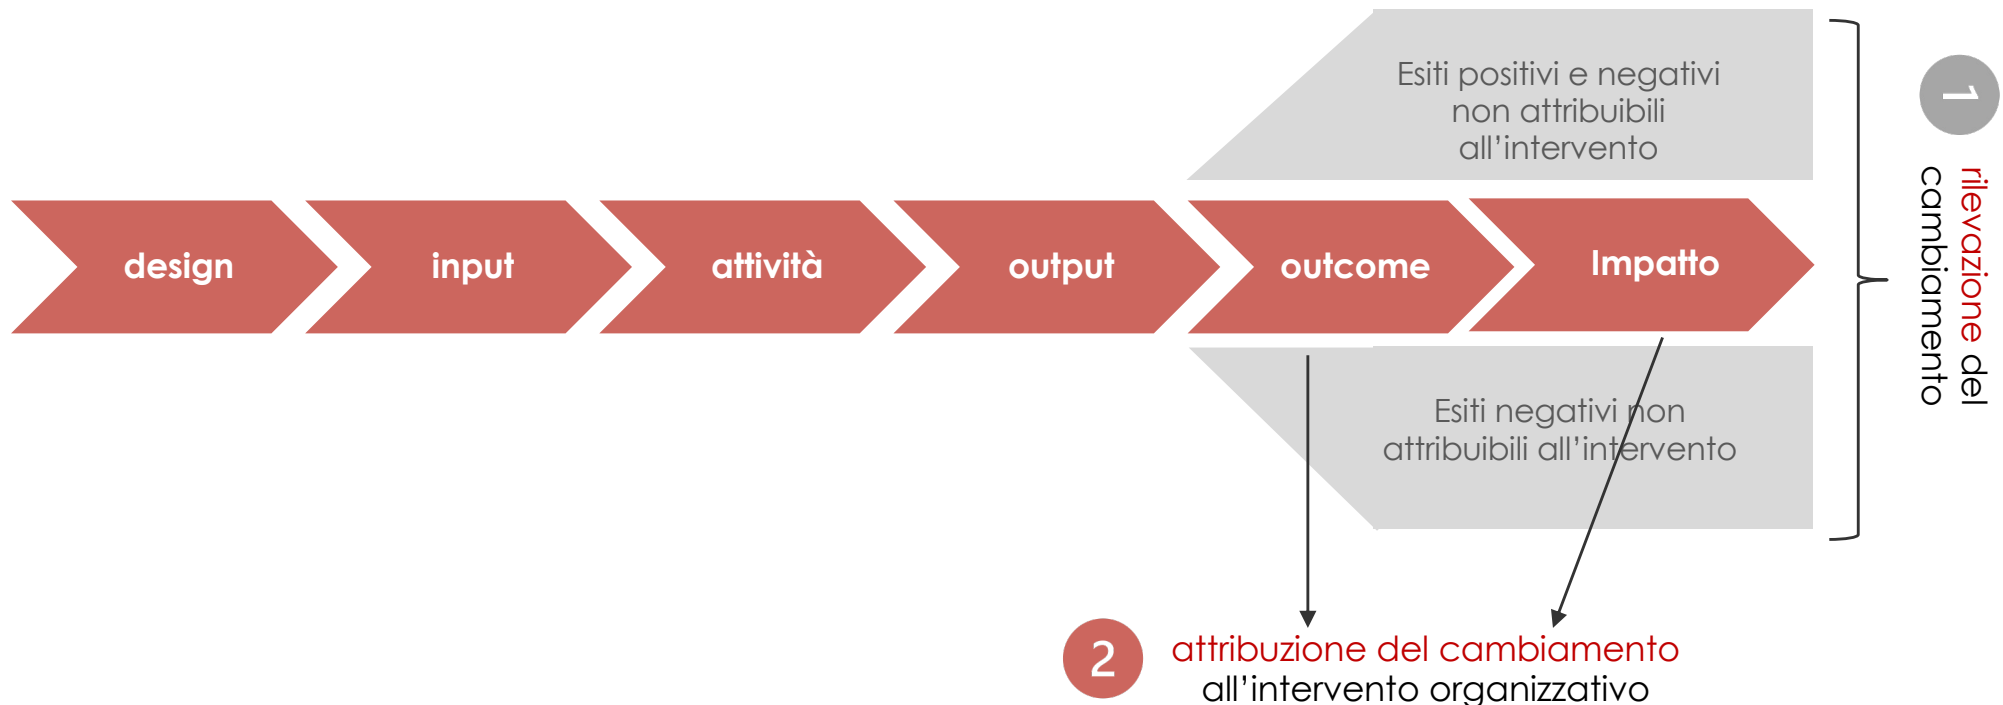 Esiti positivi e negativi
non attribuibili
all’intervento
1
rilevazione del
cambiamento
design
input
attività
output
outcome
Impatto
Esiti negativi non
attribuibili all’intervento
2
attribuzione del cambiamento
all’intervento organizzativo